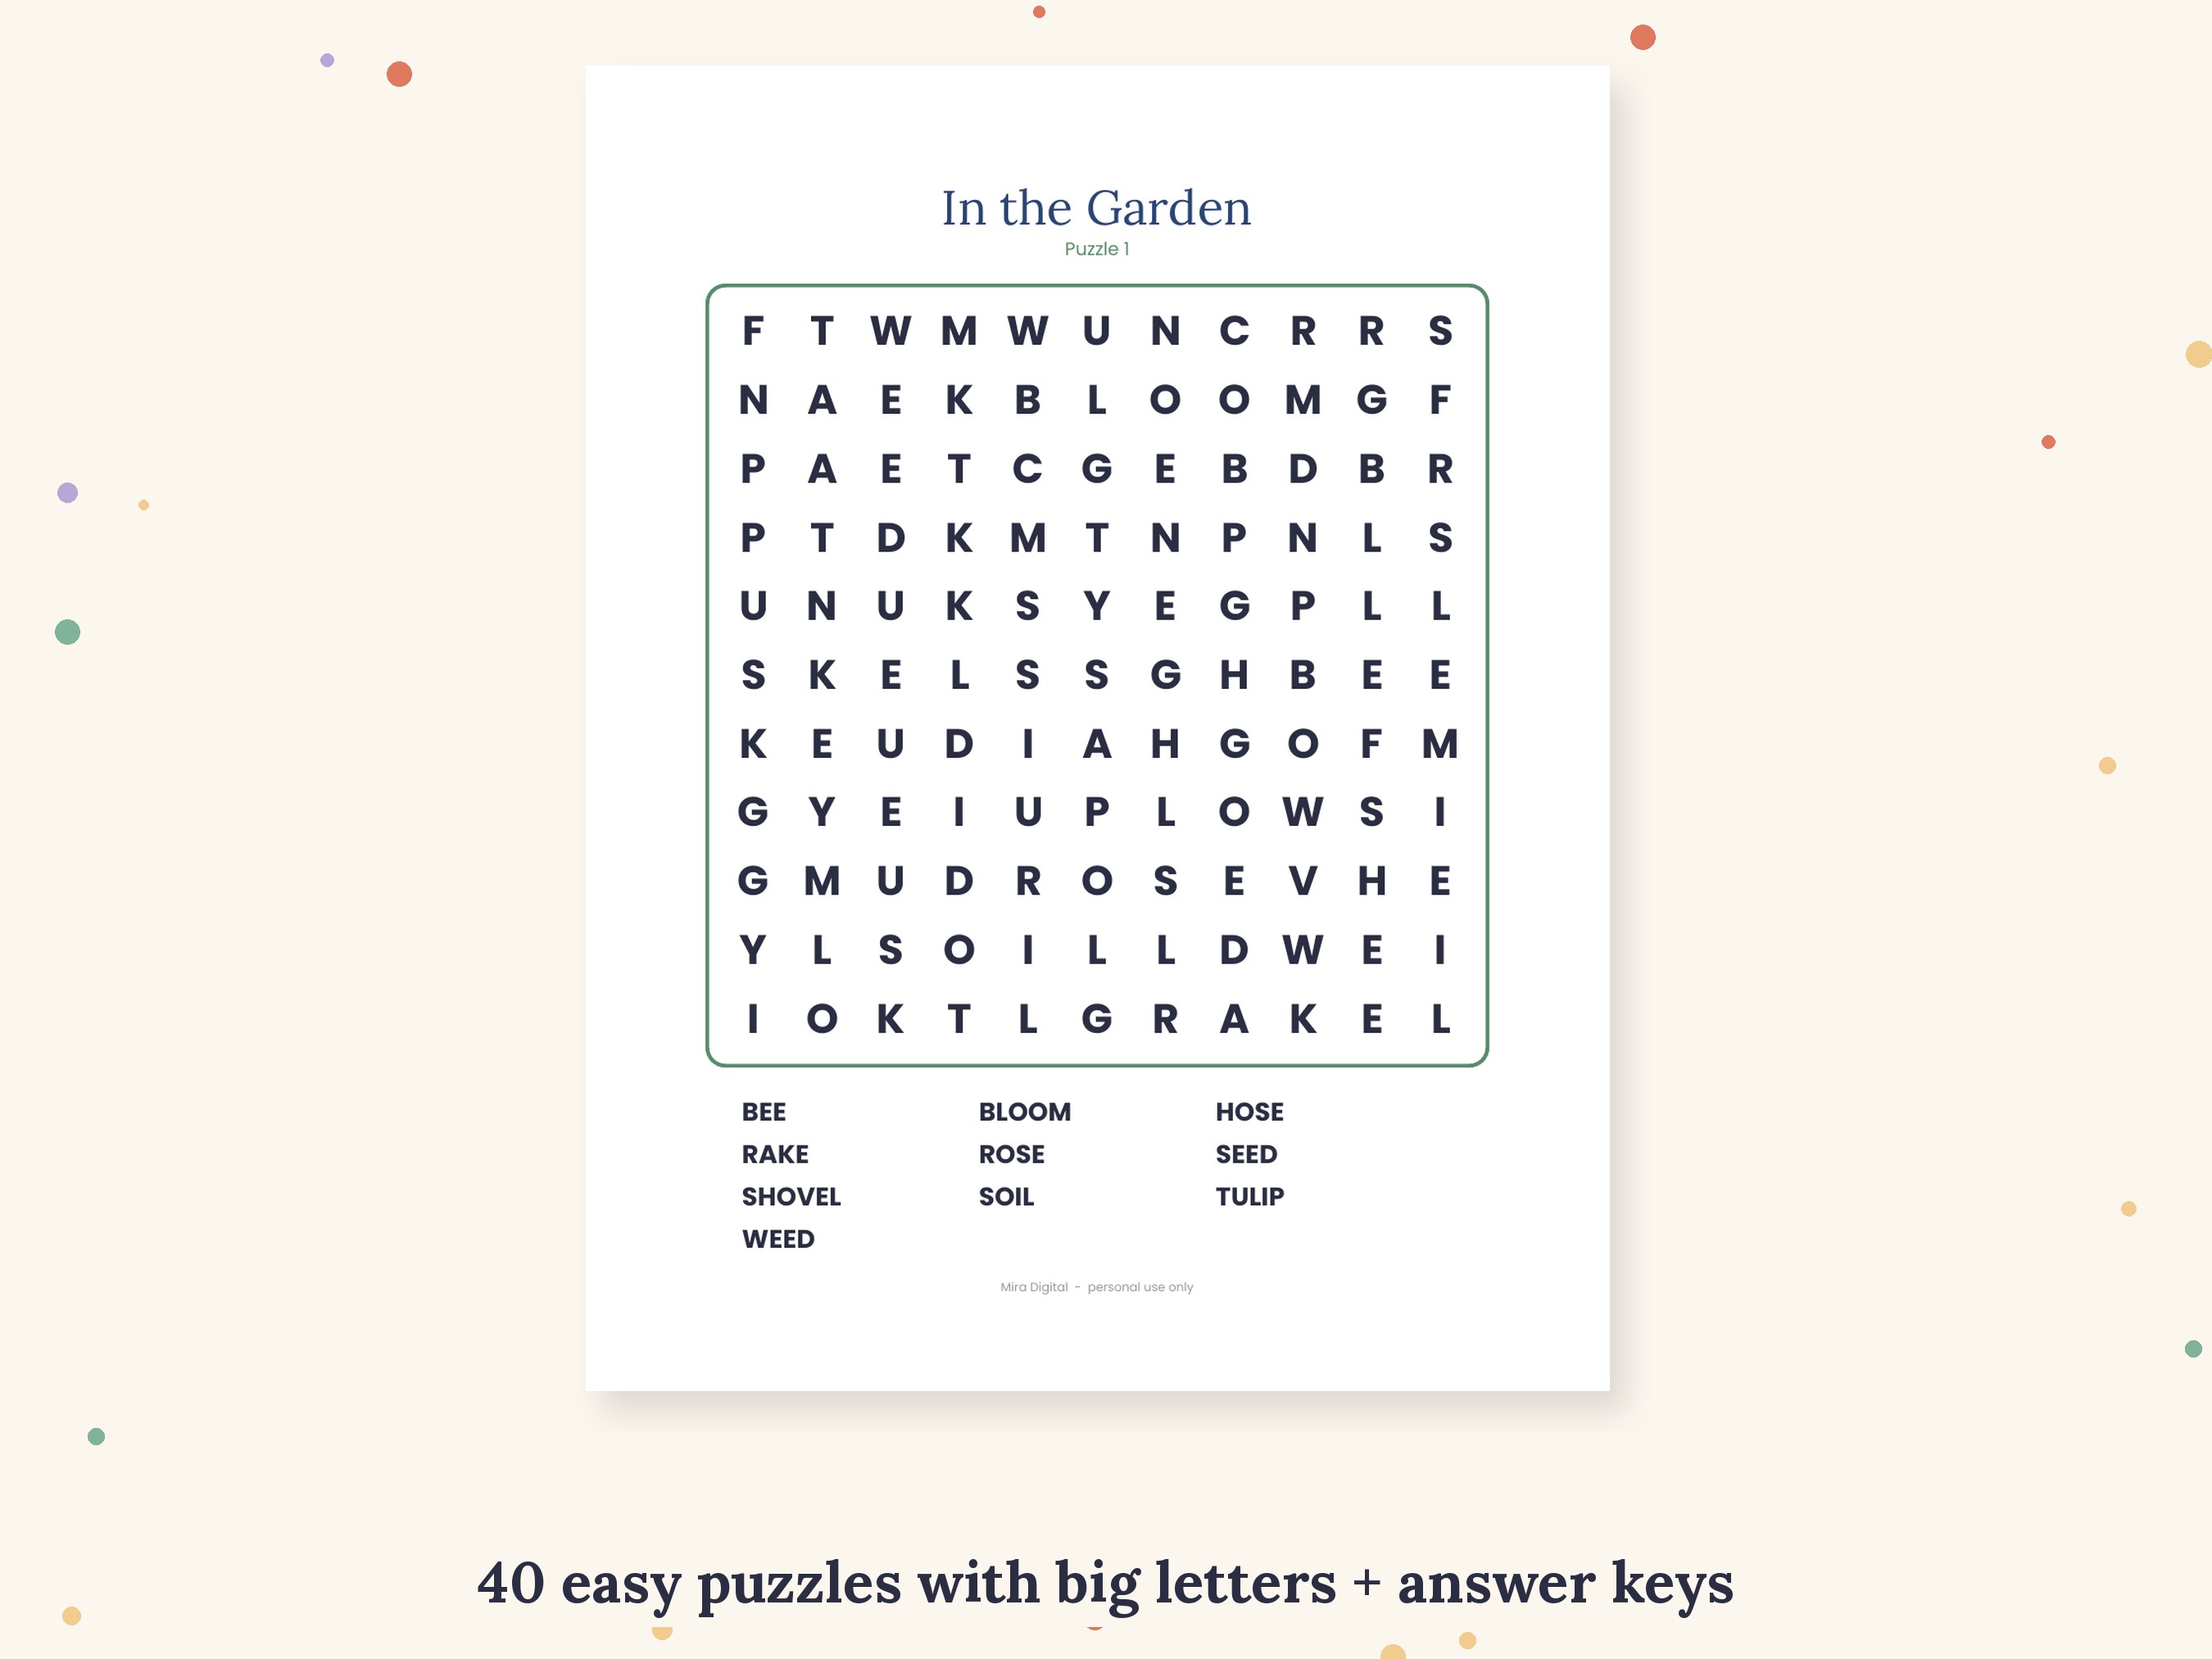 In the Garden
Puzzle 1
F T W M W U N C R R S
N A E K B L O O M G F
P A E T C G E B D B R
P T D K M T N P N L S
U N U K S Y E G P L L
S K E L S S G H B E E
K E U D I A H G O F M
G Y E I U P L O W S I
G M U D R O S E V H E
Y L S O I L L D W E I
I O K T L G R A K E L
BEE BLOOM HOSE
RAKE ROSE SEED
SHOVEL SOIL TULIP
WEED
Mira Digital - personal use only
40 easy puzzles with big letters + answer keys